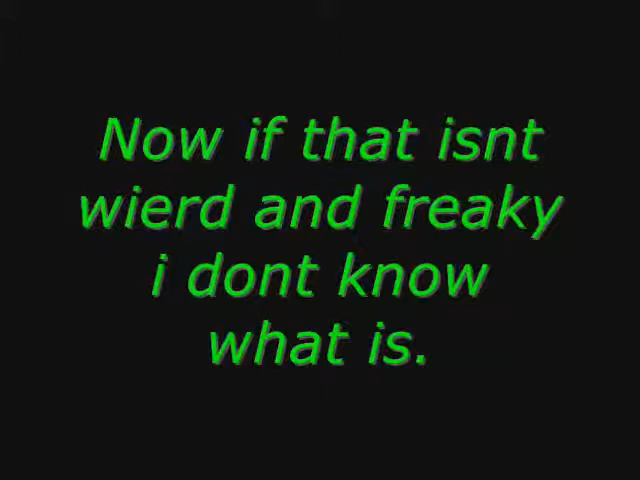 Now if that isnt
wierd and freaky
i dont know
what is.